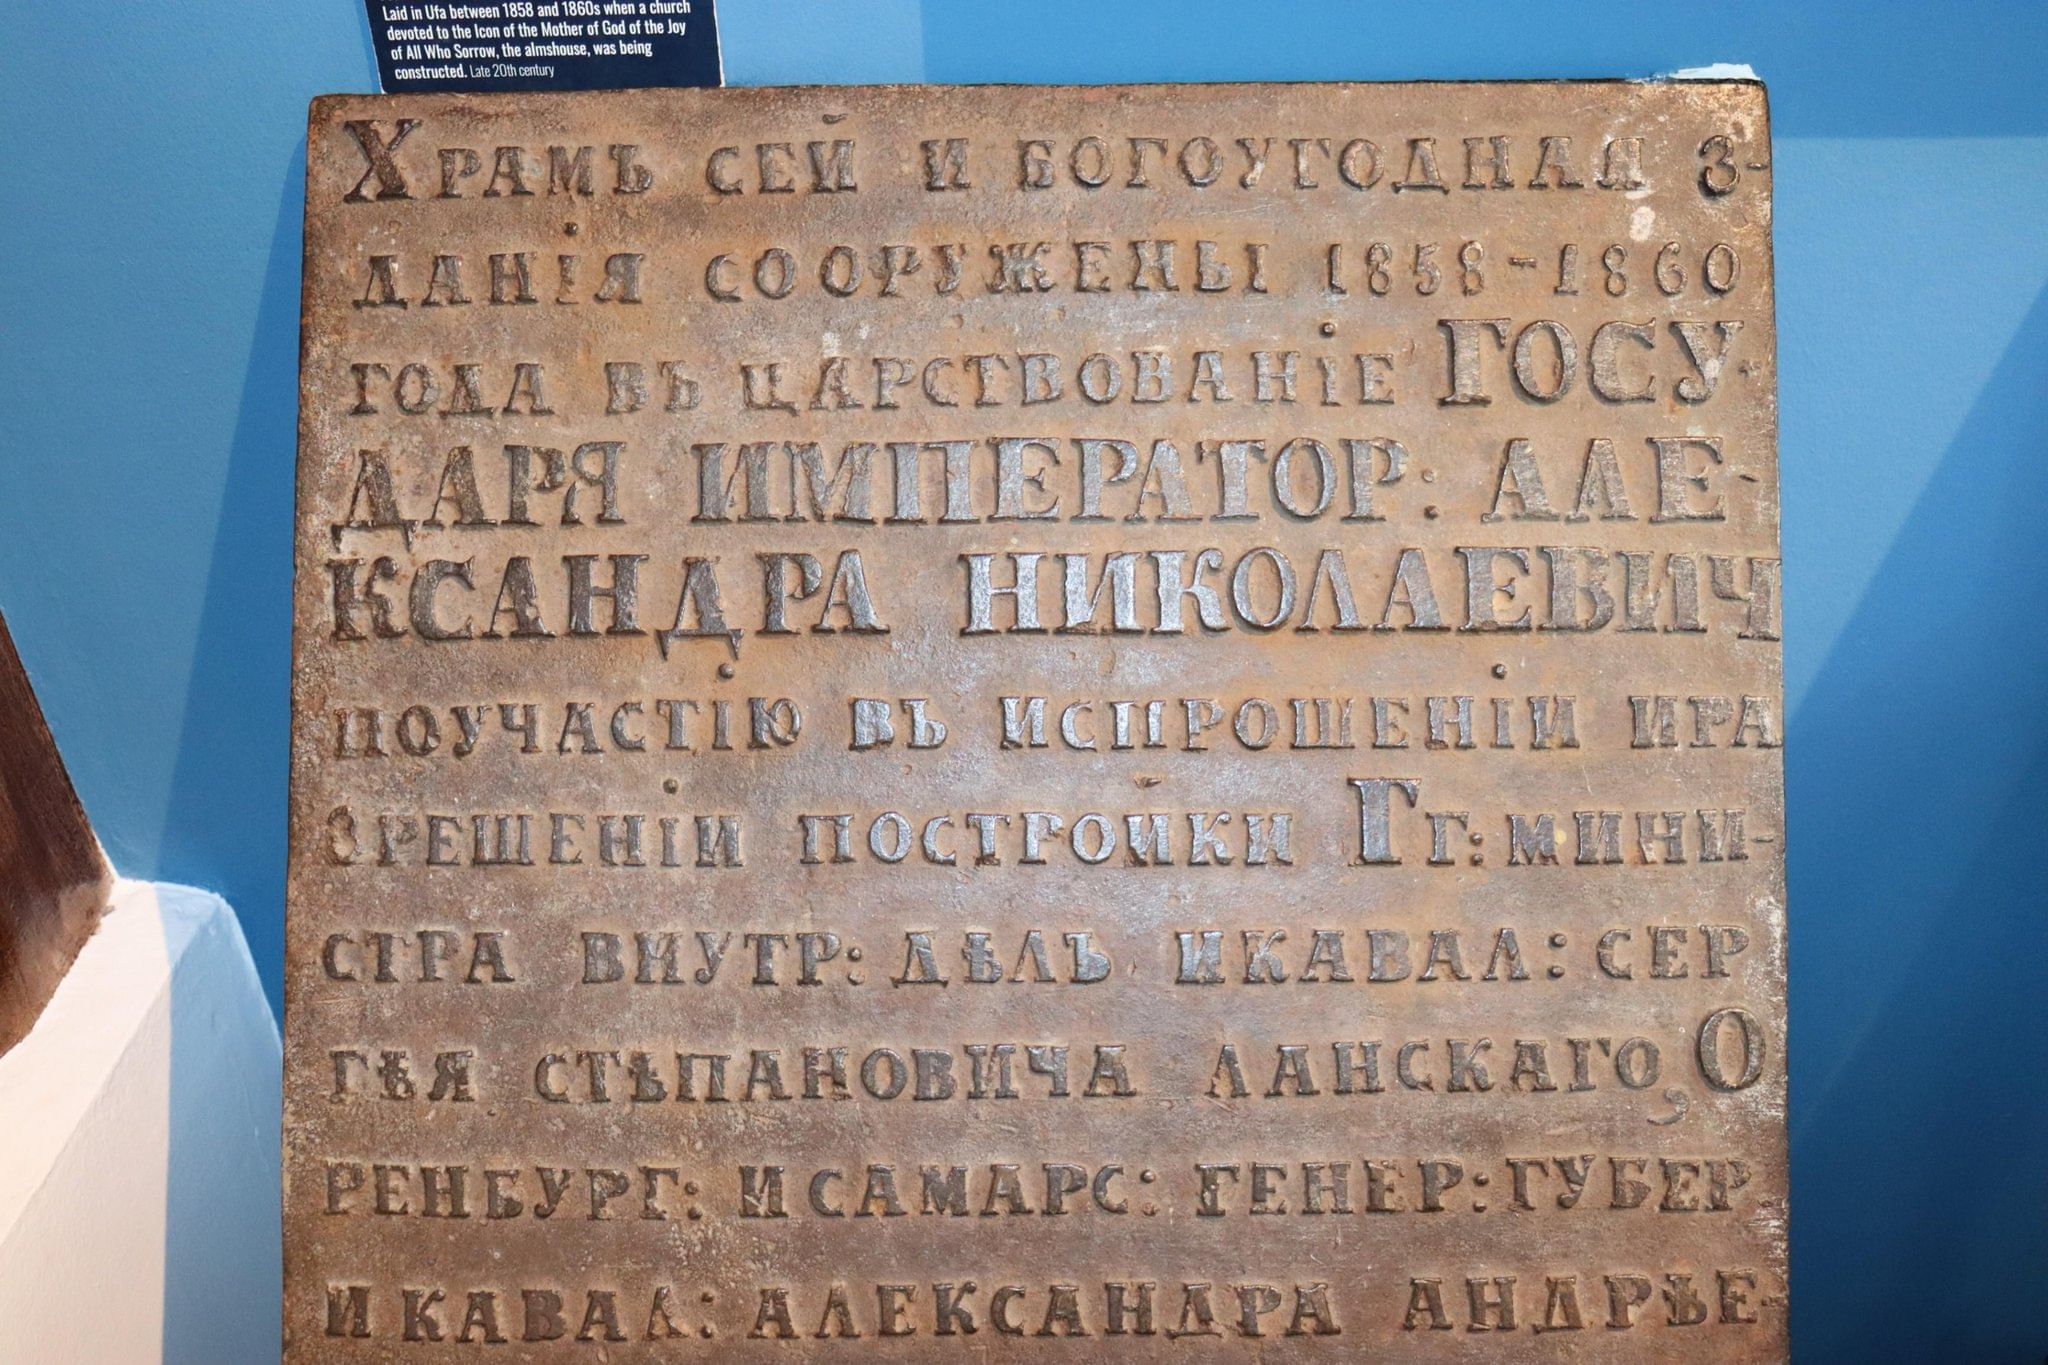 Laid in Ufa between 1858 and 1860s when a church
devoted to the Icon of the Mother of God of the Joy
of All Who Sorrow, the almshouse, was being
constructed. Late 20th century
ХРАМЪ СЕЙ И БОГОУГОДНАЯ З-
ДАНІЯ СООРУЖЕНЫ 1858-1860
ГОДА ВЪ ЦАРСТВОВАНІЕ ГОСУ-
ДАРЯ ИМПЕРАТОР: АЛЕ-
КСАНДРА НИКОЛАЕВИЧ
ПОУЧАСТІЮ ВЪ ИСПРОШЕНІИ ИРА
ЗРЕШЕНІИ ПОСТРОЙКИ ГГ: МИНИ-
СТРА ВНУТР: ДѢЛЪ ИКАВАЛ: СЕР
ГѢЯ СТѢПАНОВИЧА ЛАНСКАГО, О
РЕНБУРГ: ИСАМАРС: ГЕНЕР: ГУБЕР
ИКАВАЛ: АЛЕКСАНДРА АНДРѢЕ-